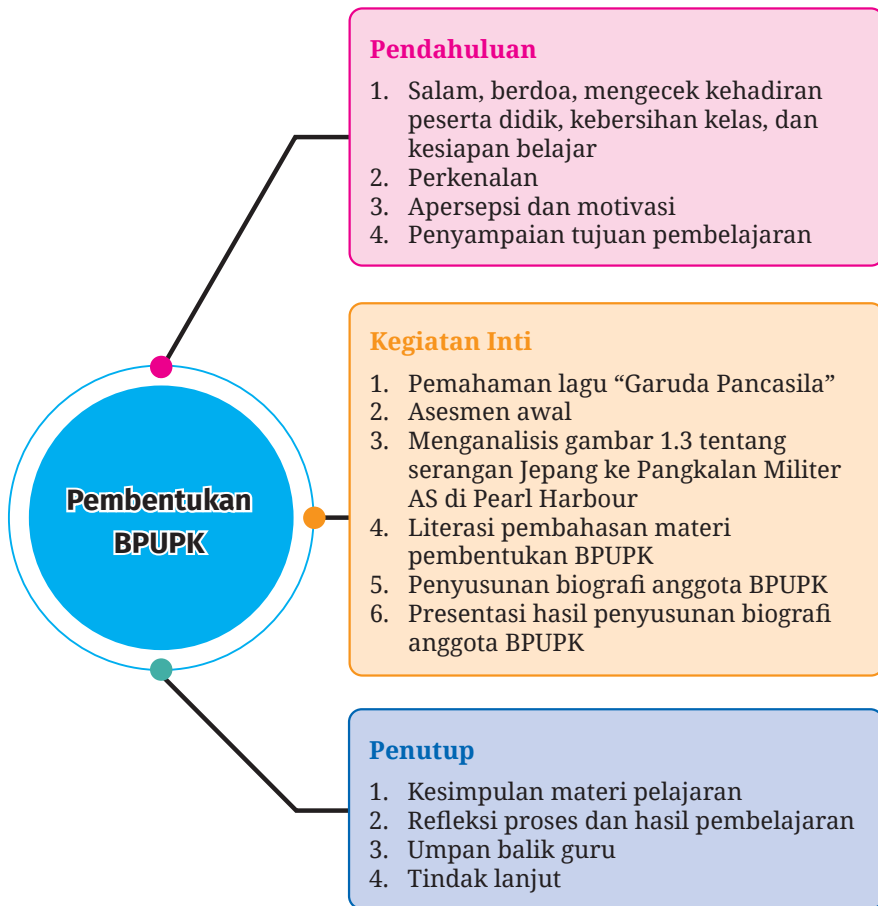 Pendahuluan
1. Salam, berdoa, mengecek kehadiran
peserta didik, kebersihan kelas, dan
kesiapan belajar
2. Perkenalan
3. Apersepsi dan motivasi
4. Penyampaian tujuan pembelajaran
Kegiatan Inti
1. Pemahaman lagu “Garuda Pancasila”
2. Asesmen awal
3. Menganalisis gambar 1.3 tentang
serangan Jepang ke Pangkalan Militer
AS di Pearl Harbour
4. Literasi pembahasan materi
pembentukan BPUPK
5. Penyusunan biografi anggota BPUPK
6. Presentasi hasil penyusunan biografi
anggota BPUPK
Pembentukan
BPUPK
Penutup
1. Kesimpulan materi pelajaran
2. Refleksi proses dan hasil pembelajaran
3. Umpan balik guru
4. Tindak lanjut